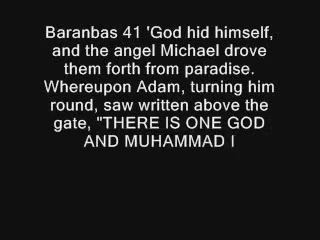 Baranbas 41 'God hid himself,
and the angel Michael drove
them forth from paradise.
Whereupon Adam, turning him
round, saw written above the
gate, "THERE IS ONE GOD
AND MUHAMMAD I